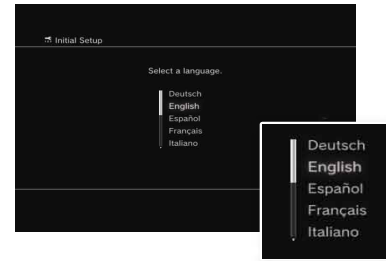 Initial Setup
Select a language.
Deutsch
English
Español
Français
Italiano
Deutsch
English
Español
Français
Italiano